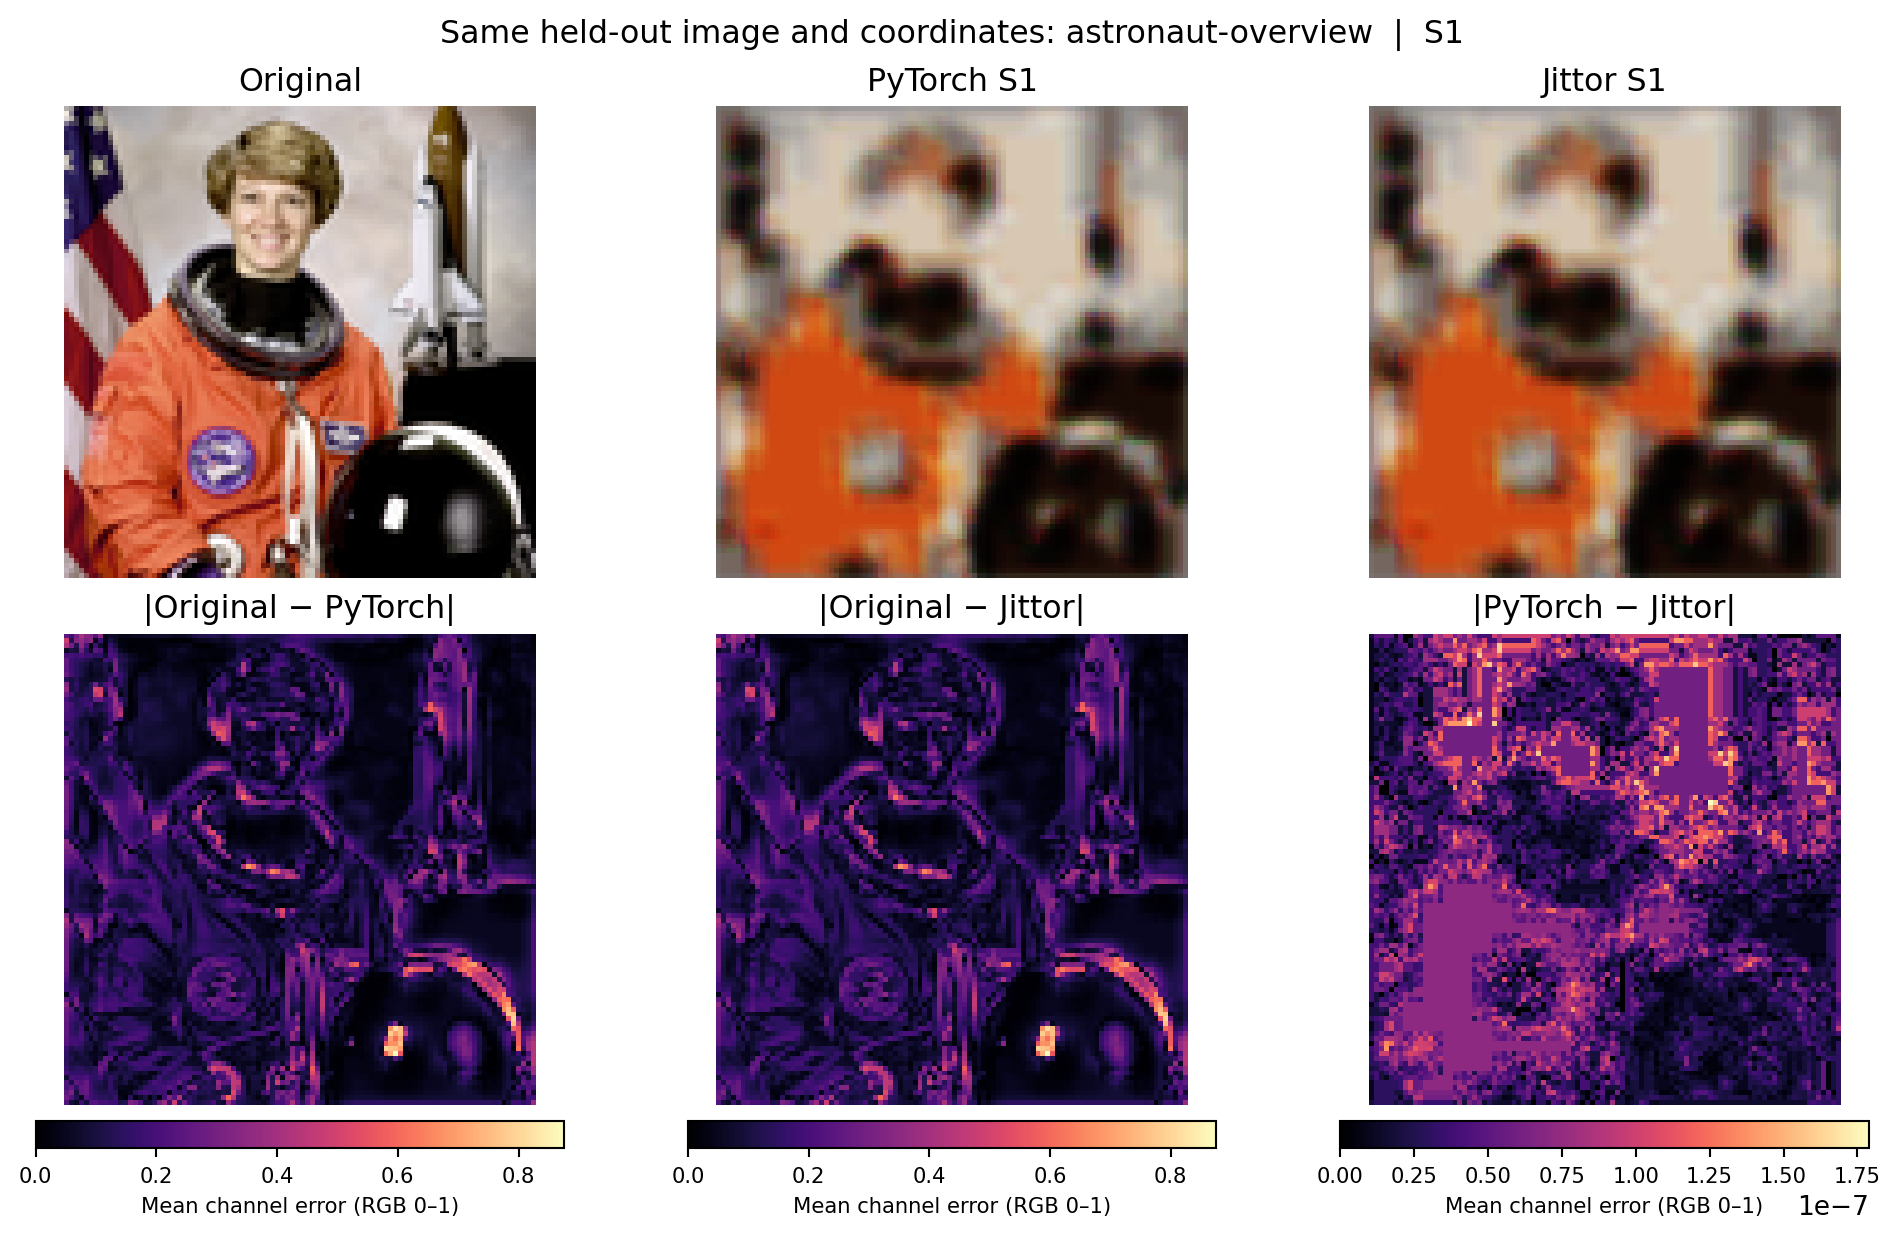 Same held-out image and coordinates: astronaut-overview | S1
Original
PyTorch S1
Jittor S1
|Original − PyTorch|
|Original − Jittor|
|PyTorch − Jittor|
0.0 0.2 0.4 0.6 0.8
Mean channel error (RGB 0–1)
0.0 0.2 0.4 0.6 0.8
Mean channel error (RGB 0–1)
0.00 0.25 0.50 0.75 1.00 1.25 1.50 1.75
Mean channel error (RGB 0–1) 1e−7